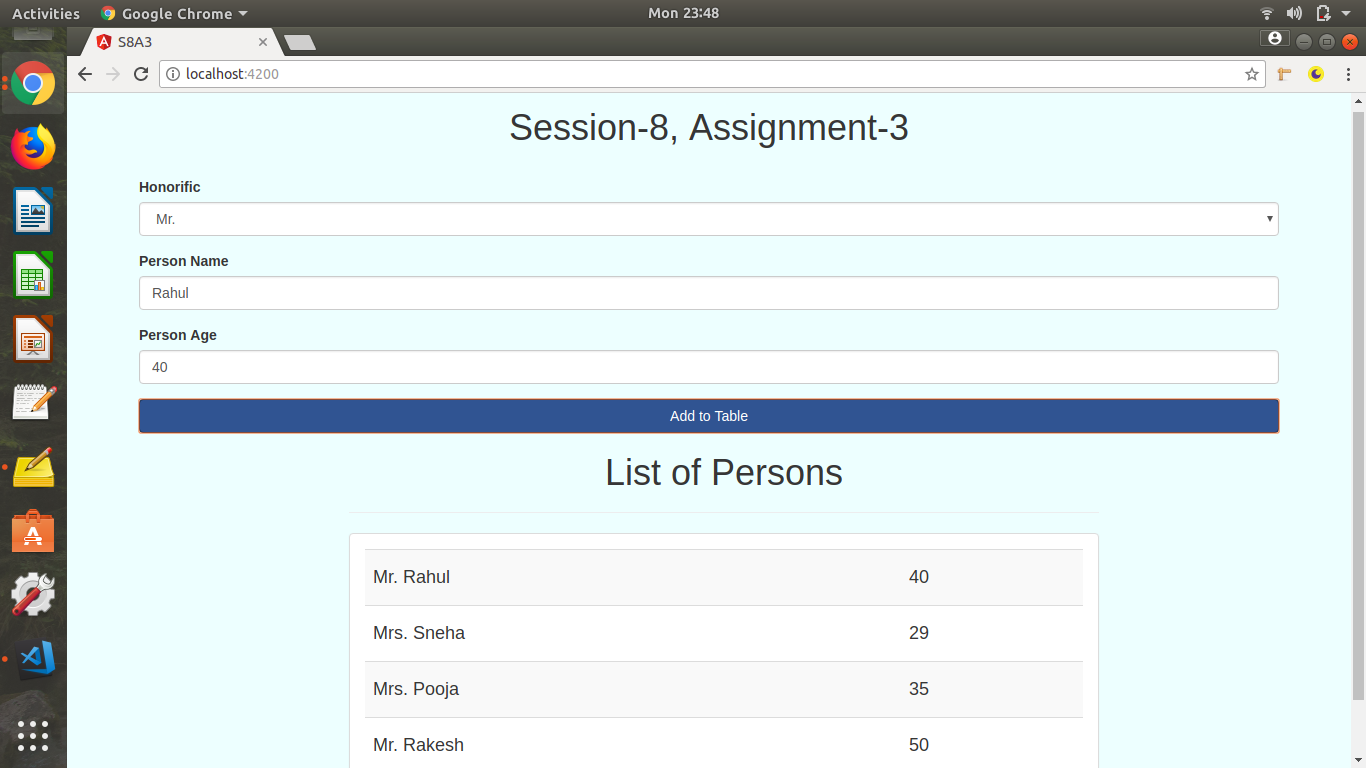 Activities Google Chrome Mon 23:48
S8A3
localhost:4200
Session-8, Assignment-3
Honorific
Mr.
Person Name
Rahul
Person Age
40
Add to Table
List of Persons
Mr. Rahul 40
Mrs. Sneha 29
Mrs. Pooja 35
Mr. Rakesh 50